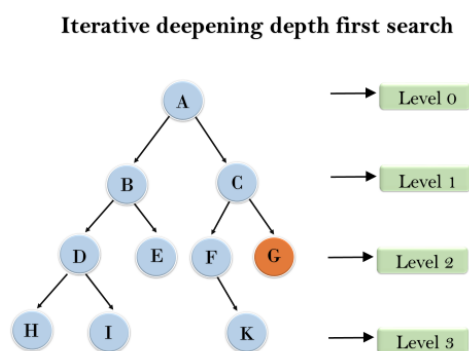 Iterative deepening depth first search
A
Level 0
B
C
Level 1
D
E
F
G
Level 2
H
I
K
Level 3